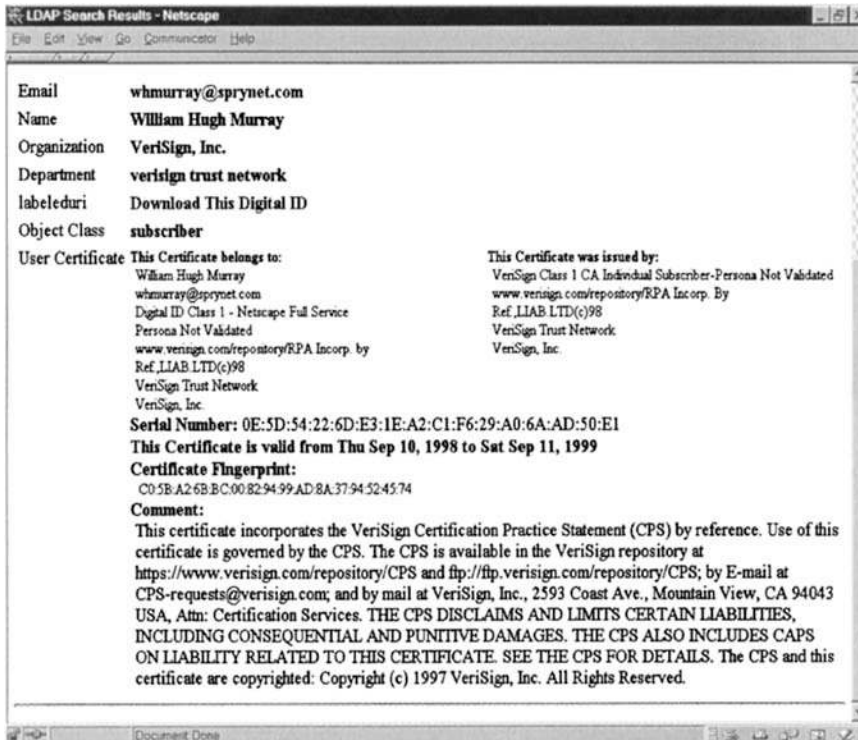 LDAP Search Results - Netscape
File Edit View Go Communicator Help
Email whmurray@sprynet.com
Name William Hugh Murray
Organization VeriSign, Inc.
Department verisign trust network
labeleduri Download This Digital ID
Object Class subscriber
User Certificate This Certificate belongs to: This Certificate was issued by:
William Hugh Murray VeriSign Class 1 CA Individual Subscriber-Persona Not Validated
whmurray@sprynet.com www.verisign.com/repository/RPA Incorp. By
Digital ID Class 1 - Netscape Full Service Ref.,LIAB.LTD(c)98
Persona Not Validated VeriSign Trust Network
www.verisign.com/repository/RPA Incorp. by VeriSign, Inc.
Ref.,LIAB.LTD(c)98
VeriSign Trust Network
VeriSign, Inc.
Serial Number: 0E:5D:54:22:6D:E3:1E:A2:C1:F6:29:A0:6A:AD:50:E1
This Certificate is valid from Thu Sep 10, 1998 to Sat Sep 11, 1999
Certificate Fingerprint:
C0:5B:A2:6B:BC:00:82:94:99:AD:8A:37:94:52:45:74
Comment:
This certificate incorporates the VeriSign Certification Practice Statement (CPS) by reference. Use of this
certificate is governed by the CPS. The CPS is available in the VeriSign repository at
https://www.verisign.com/repository/CPS and ftp://ftp.verisign.com/repository/CPS; by E-mail at
CPS-requests@verisign.com; and by mail at VeriSign, Inc., 2593 Coast Ave., Mountain View, CA 94043
USA, Attn: Certification Services. THE CPS DISCLAIMS AND LIMITS CERTAIN LIABILITIES,
INCLUDING CONSEQUENTIAL AND PUNITIVE DAMAGES. THE CPS ALSO INCLUDES CAPS
ON LIABILITY RELATED TO THIS CERTIFICATE. SEE THE CPS FOR DETAILS. The CPS and this
certificate are copyrighted: Copyright (c) 1997 VeriSign, Inc. All Rights Reserved.
Document Done